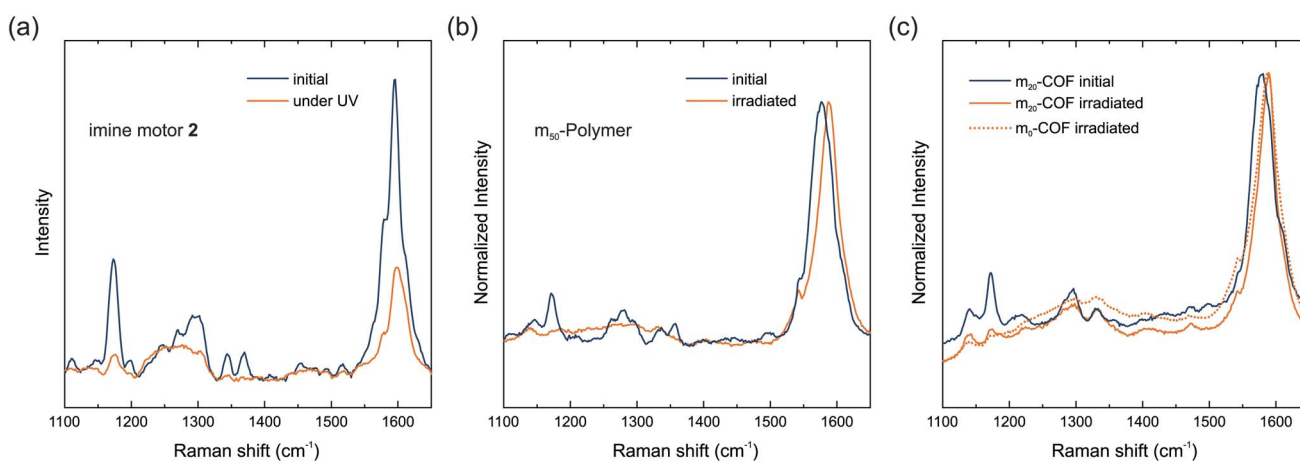 (a)
Intensity
initial
under UV
imine motor 2
1100 1200 1300 1400 1500 1600
Raman shift (cm⁻¹)
(b)
Normalized Intensity
initial
irradiated
m₅₀-Polymer
1100 1200 1300 1400 1500 1600
Raman shift (cm⁻¹)
(c)
Normalized Intensity
m₂₀-COF initial
m₂₀-COF irradiated
m₀-COF irradiated
1100 1200 1300 1400 1500 1600
Raman shift (cm⁻¹)